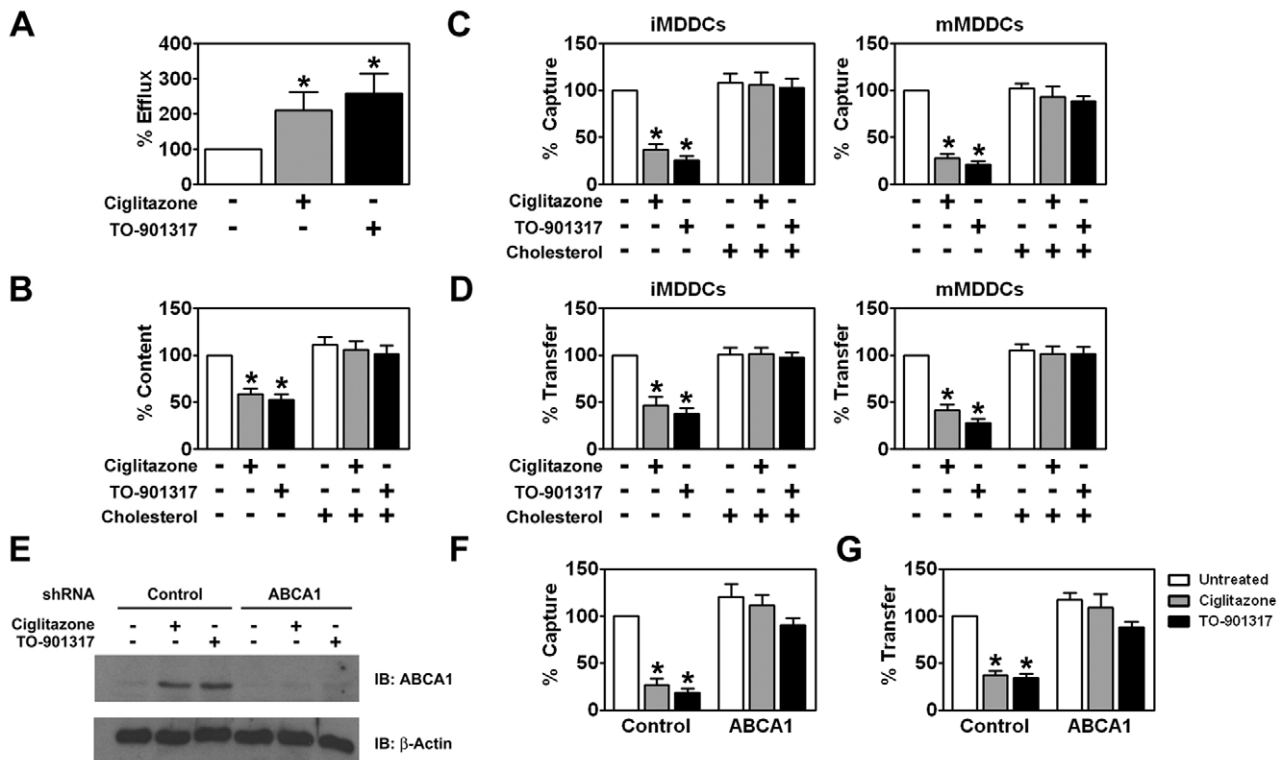 A
400
300
200
100
0
% Efflux
* *
Ciglitazone - + -
TO-901317 - - +
B
150
100
50
0
% Content
* *
Ciglitazone - + - - + -
TO-901317 - - + - - +
Cholesterol - - - + + +
C
iMDDCs
150
100
50
0
% Capture
* *
Ciglitazone - + - - + -
TO-901317 - - + - - +
Cholesterol - - - + + +
mMDDCs
150
100
50
0
% Capture
* *
- + - - + -
- - + - - +
- - - + + +
D
iMDDCs
150
100
50
0
% Transfer
* *
Ciglitazone - + - - + -
TO-901317 - - + - - +
Cholesterol - - - + + +
mMDDCs
150
100
50
0
% Transfer
* *
- + - - + -
- - + - - +
- - - + + +
E
shRNA Control ABCA1
Ciglitazone - + - - + -
TO-901317 - - + - - +
IB: ABCA1
IB: β-Actin
F
150
100
50
0
% Capture
* *
Control ABCA1
G
150
100
50
0
% Transfer
* *
Control ABCA1
Untreated
Ciglitazone
TO-901317